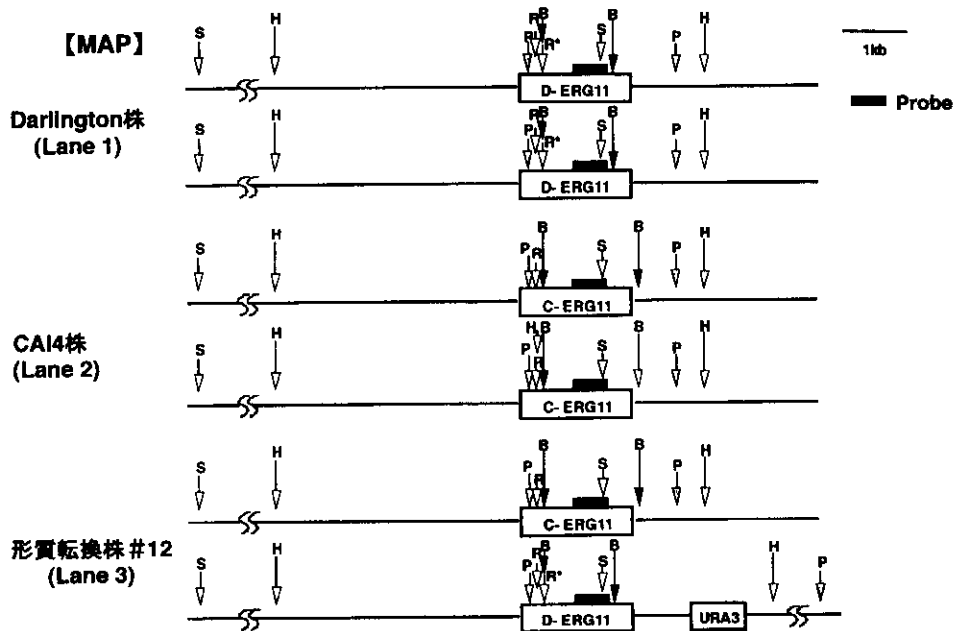 【MAP】
S H P R R B R* S B P H
D- ERG11
1kb
Probe
Darlington株
(Lane 1)
S H P R R B R* S B P H
D- ERG11
S H P R B S B P H
C- ERG11
CAI4株
(Lane 2)
S H P H R B S B P H
C- ERG11
S H P R B S B P H
C- ERG11
形質転換株#12
(Lane 3)
S H P R B R* S B H P
D- ERG11
URA3